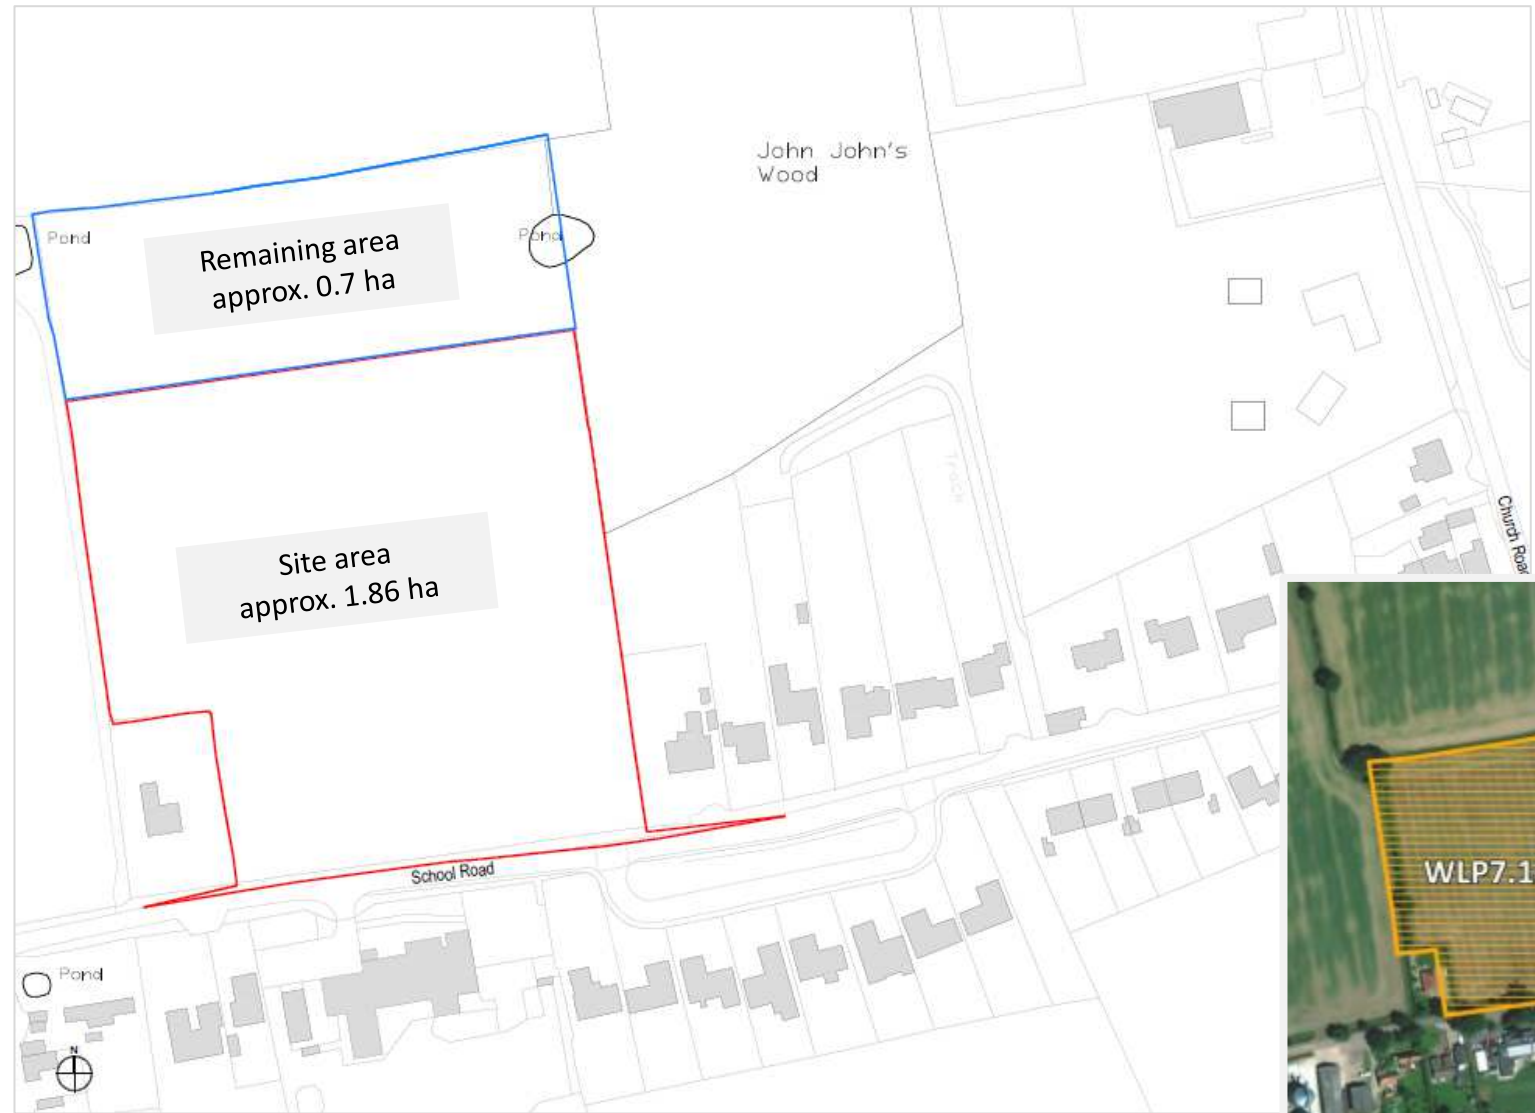 John John's
Wood
Pond
Pond
Remaining area
approx. 0.7 ha
Track
Site area
approx. 1.86 ha
Church Road
WLP7.1
School Road
Pond
N